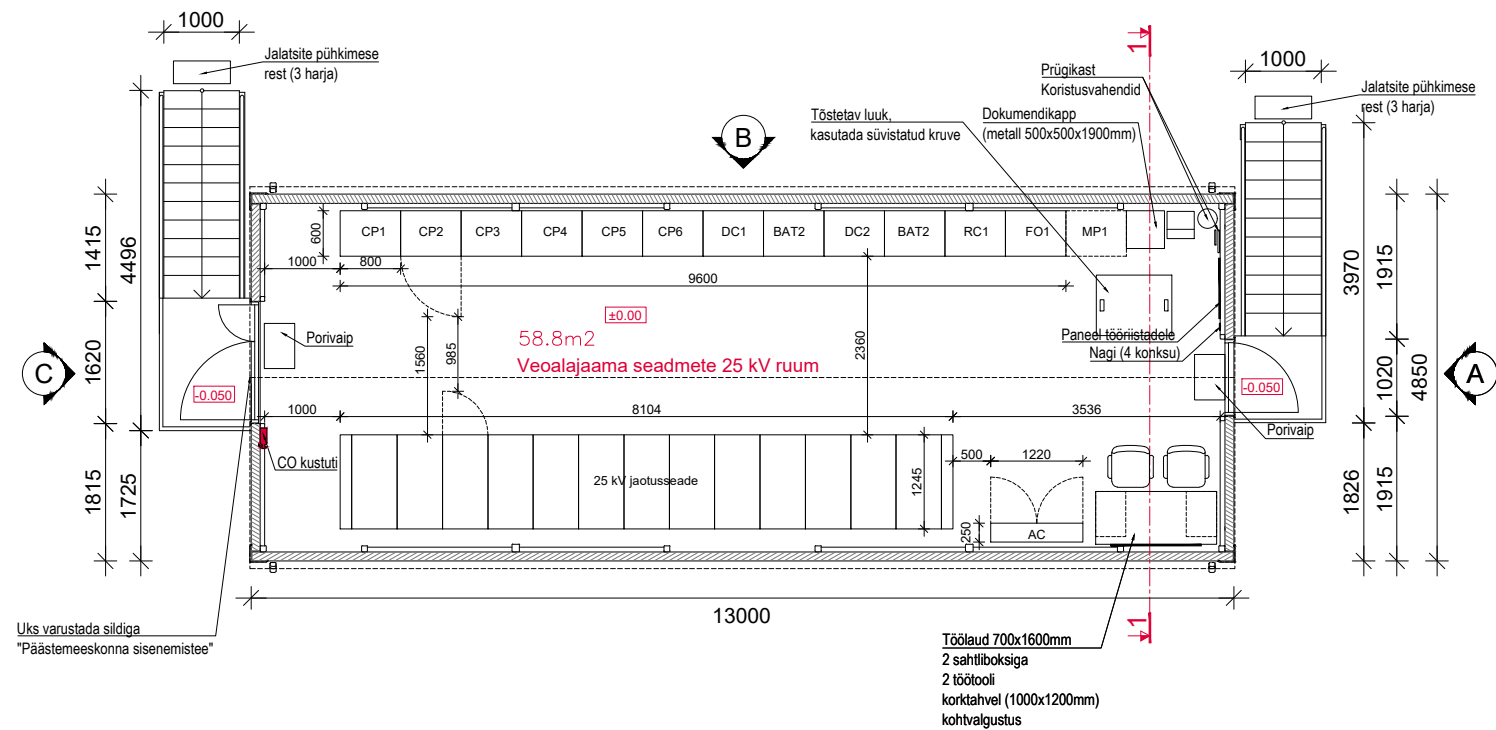 1000
Jalatsite pühkimese
rest (3 harja)
1
Prügikast
Koristusvahendid
1000
Jalatsite pühkimese
rest (3 harja)
Tõstetav luuk,
kasutada süvistatud kruve
Dokumendikapp
(metall 500x500x1900mm)
B
1415
4496
600
CP1
CP2
CP3
CP4
CP5
CP6
DC1
BAT2
DC2
BAT2
RC1
FO1
MP1
3970
1915
1000
800
9600
±0.00
58.8m2
Veoalajaama seadmete 25 kV ruum
Porivaip
1560
985
2360
Paneel tööriistadele
Nagi (4 konksu)
C
1620
-0.050
-0.050
1020
4850
A
1000
8104
3536
Porivaip
CO kustuti
1815
1725
25 kV jaotusseade
1245
500
1220
250
AC
1826
1915
13000
Uks varustada sildiga
"Päästemeeskonna sisenemistee"
1
Töölaud 700x1600mm
2 sahtliboksiga
2 töötooli
korktahvel (1000x1200mm)
kohtvalgustus